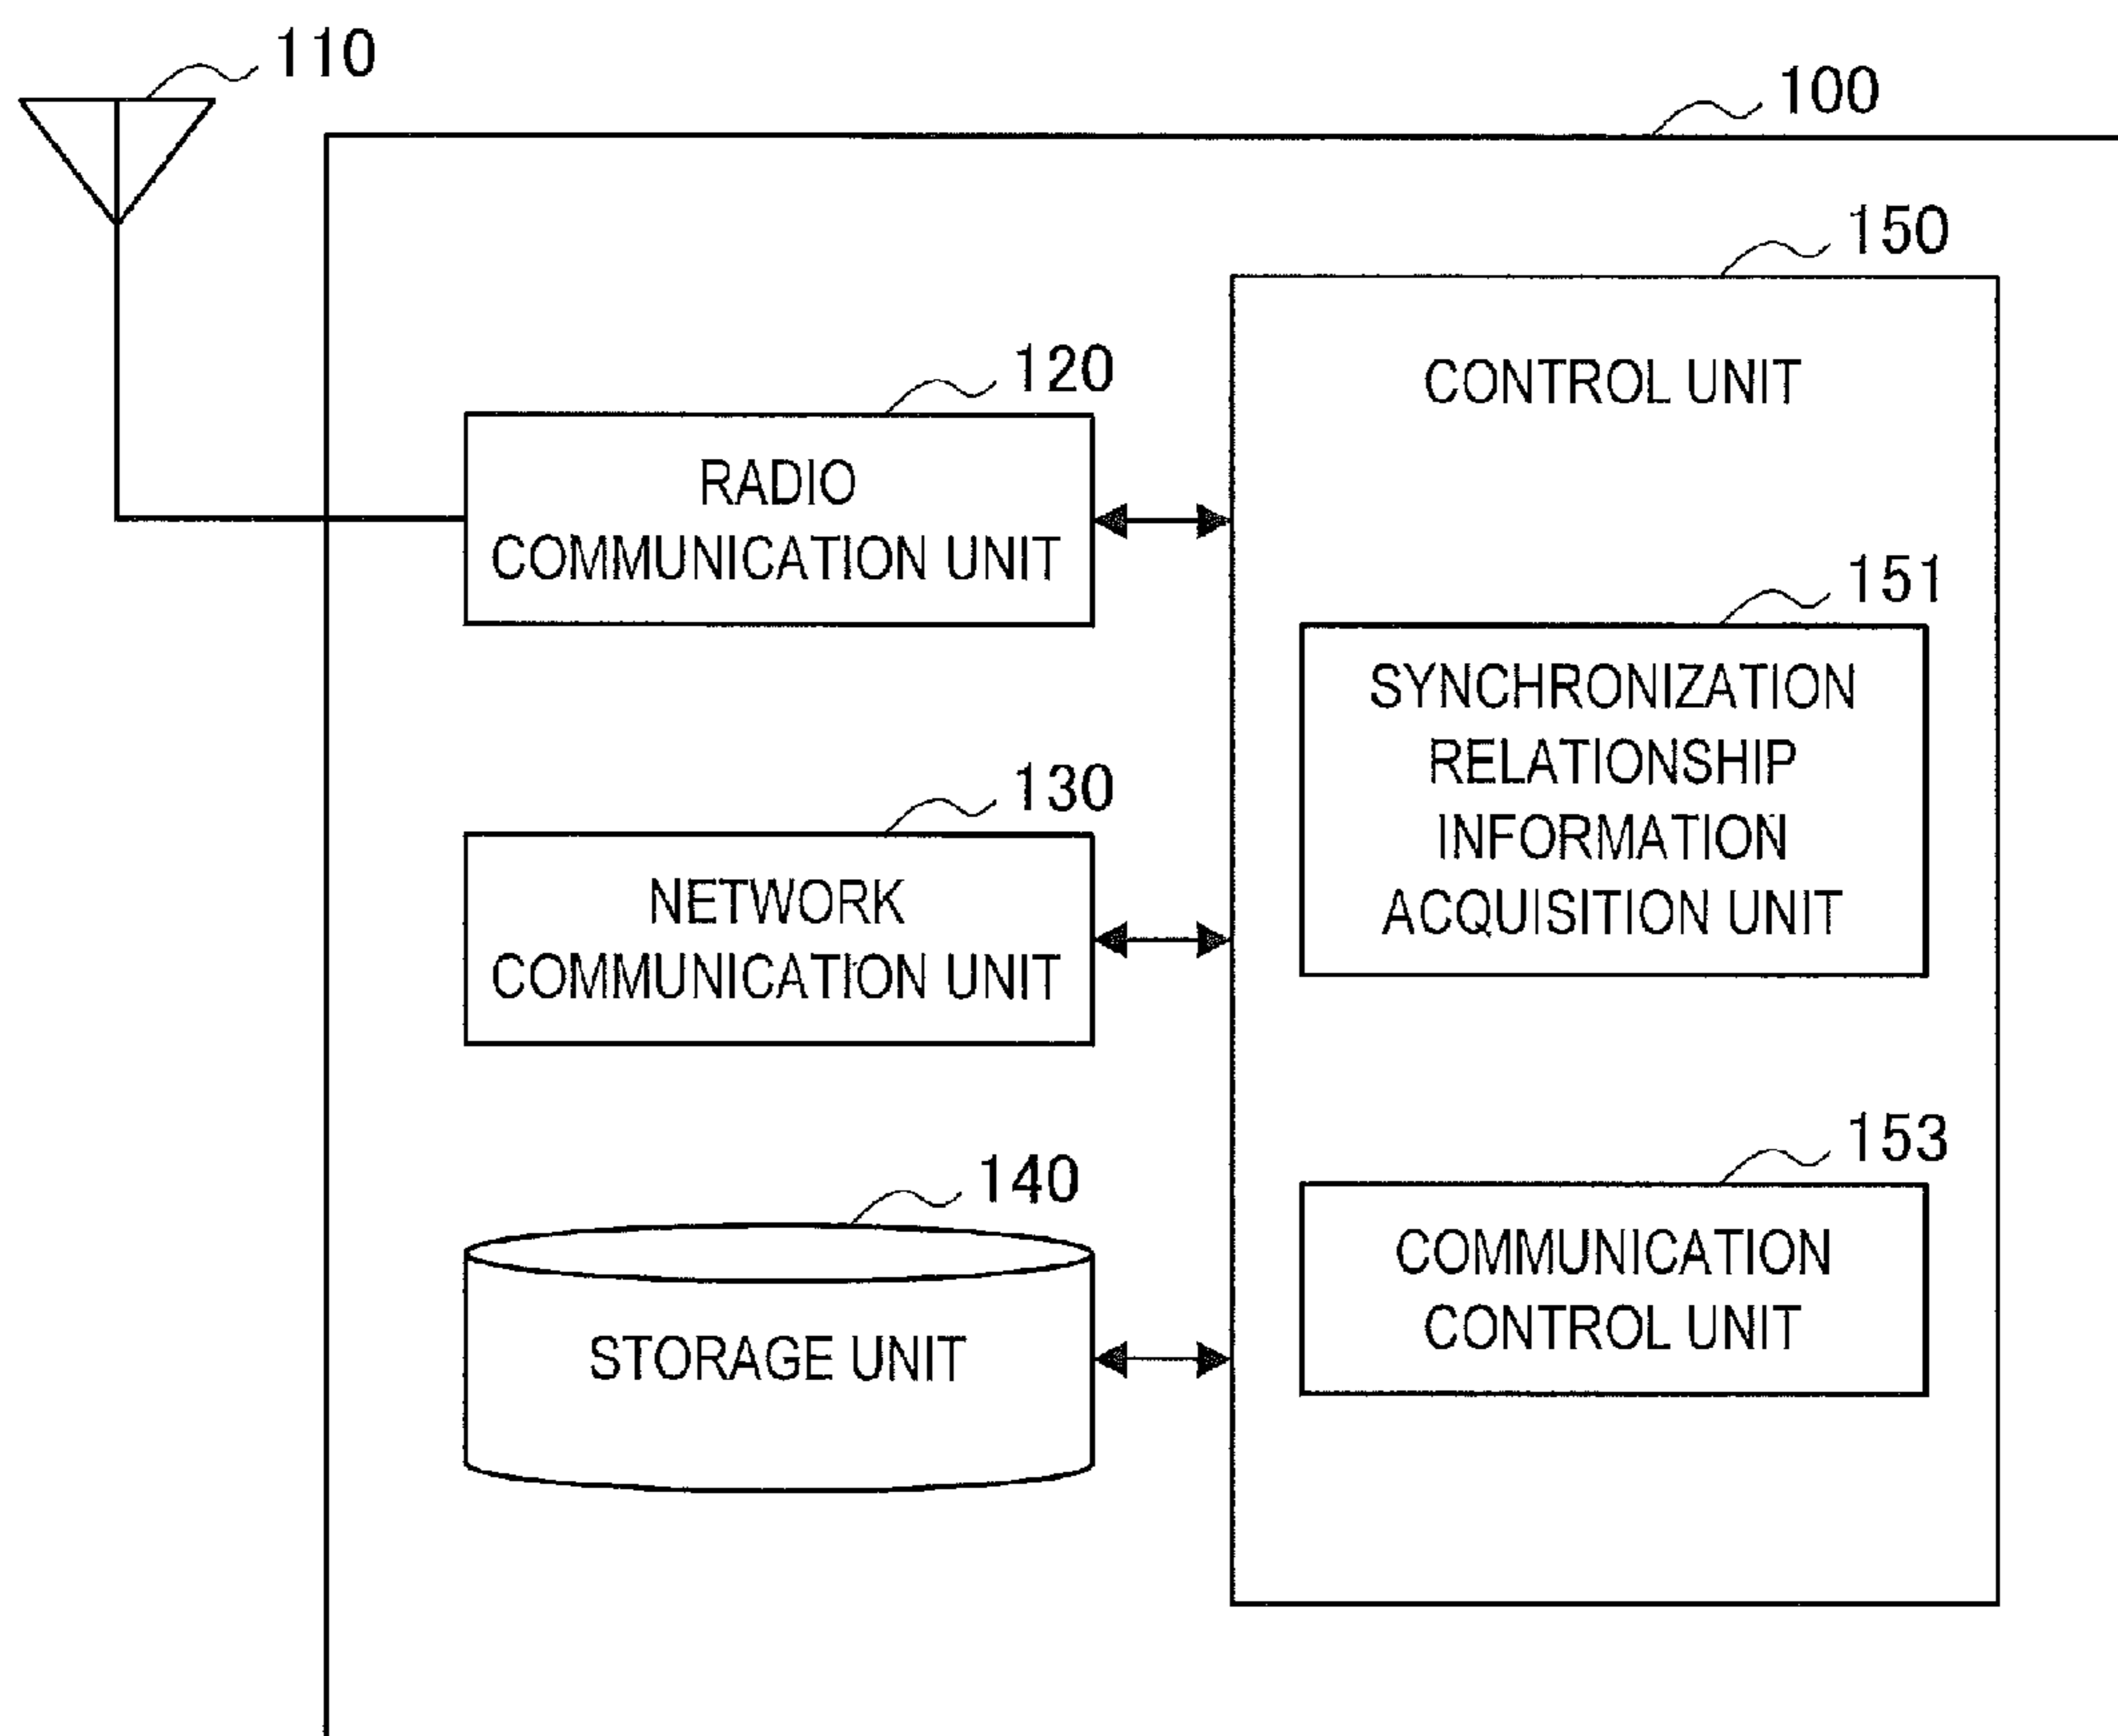 110
100
150
CONTROL UNIT
120
RADIO
COMMUNICATION UNIT
151
SYNCHRONIZATION
RELATIONSHIP
INFORMATION
ACQUISITION UNIT
130
NETWORK
COMMUNICATION UNIT
153
COMMUNICATION
CONTROL UNIT
140
STORAGE UNIT